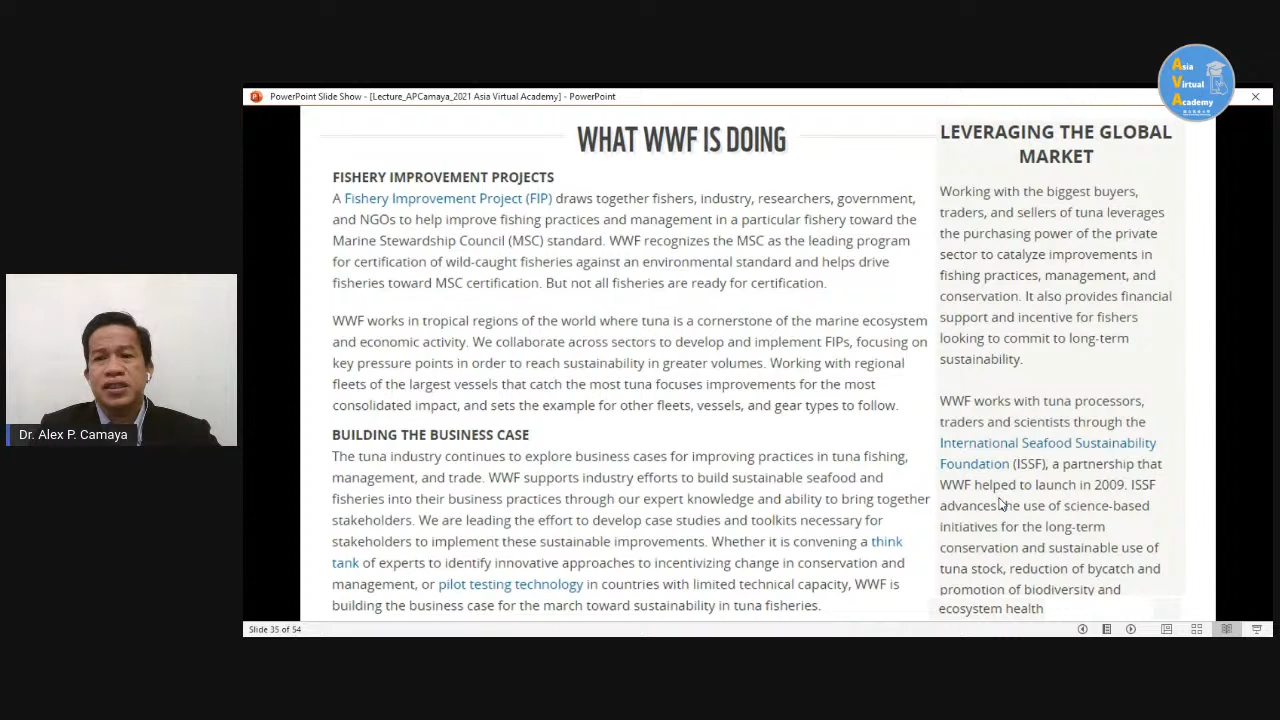 Asia
Virtual
Academy
PowerPoint Slide Show - [Lecture_APCamaya_2021 Asia Virtual Academy] - PowerPoint
WHAT WWF IS DOING
FISHERY IMPROVEMENT PROJECTS
A Fishery Improvement Project (FIP) draws together fishers, industry, researchers, government,
and NGOs to help improve fishing practices and management in a particular fishery toward the
Marine Stewardship Council (MSC) standard. WWF recognizes the MSC as the leading program
for certification of wild-caught fisheries against an environmental standard and helps drive
fisheries toward MSC certification. But not all fisheries are ready for certification.
WWF works in tropical regions of the world where tuna is a cornerstone of the marine ecosystem
and economic activity. We collaborate across sectors to develop and implement FIPs, focusing on
key pressure points in order to reach sustainability in greater volumes. Working with regional
fleets of the largest vessels that catch the most tuna focuses improvements for the most
consolidated impact, and sets the example for other fleets, vessels, and gear types to follow.
BUILDING THE BUSINESS CASE
The tuna industry continues to explore business cases for improving practices in tuna fishing,
management, and trade. WWF supports industry efforts to build sustainable seafood and
fisheries into their business practices through our expert knowledge and ability to bring together
stakeholders. We are leading the effort to develop case studies and toolkits necessary for
stakeholders to implement these sustainable improvements. Whether it is convening a think
tank of experts to identify innovative approaches to incentivizing change in conservation and
management, or pilot testing technology in countries with limited technical capacity, WWF is
building the business case for the march toward sustainability in tuna fisheries.
LEVERAGING THE GLOBAL
MARKET
Working with the biggest buyers,
traders, and sellers of tuna leverages
the purchasing power of the private
sector to catalyze improvements in
fishing practices, management, and
conservation. It also provides financial
support and incentive for fishers
looking to commit to long-term
sustainability.
WWF works with tuna processors,
traders and scientists through the
International Seafood Sustainability
Foundation (ISSF), a partnership that
WWF helped to launch in 2009. ISSF
advances the use of science-based
initiatives for the long-term
conservation and sustainable use of
tuna stock, reduction of bycatch and
promotion of biodiversity and
ecosystem health
Dr. Alex P. Camaya
Slide 35 of 54